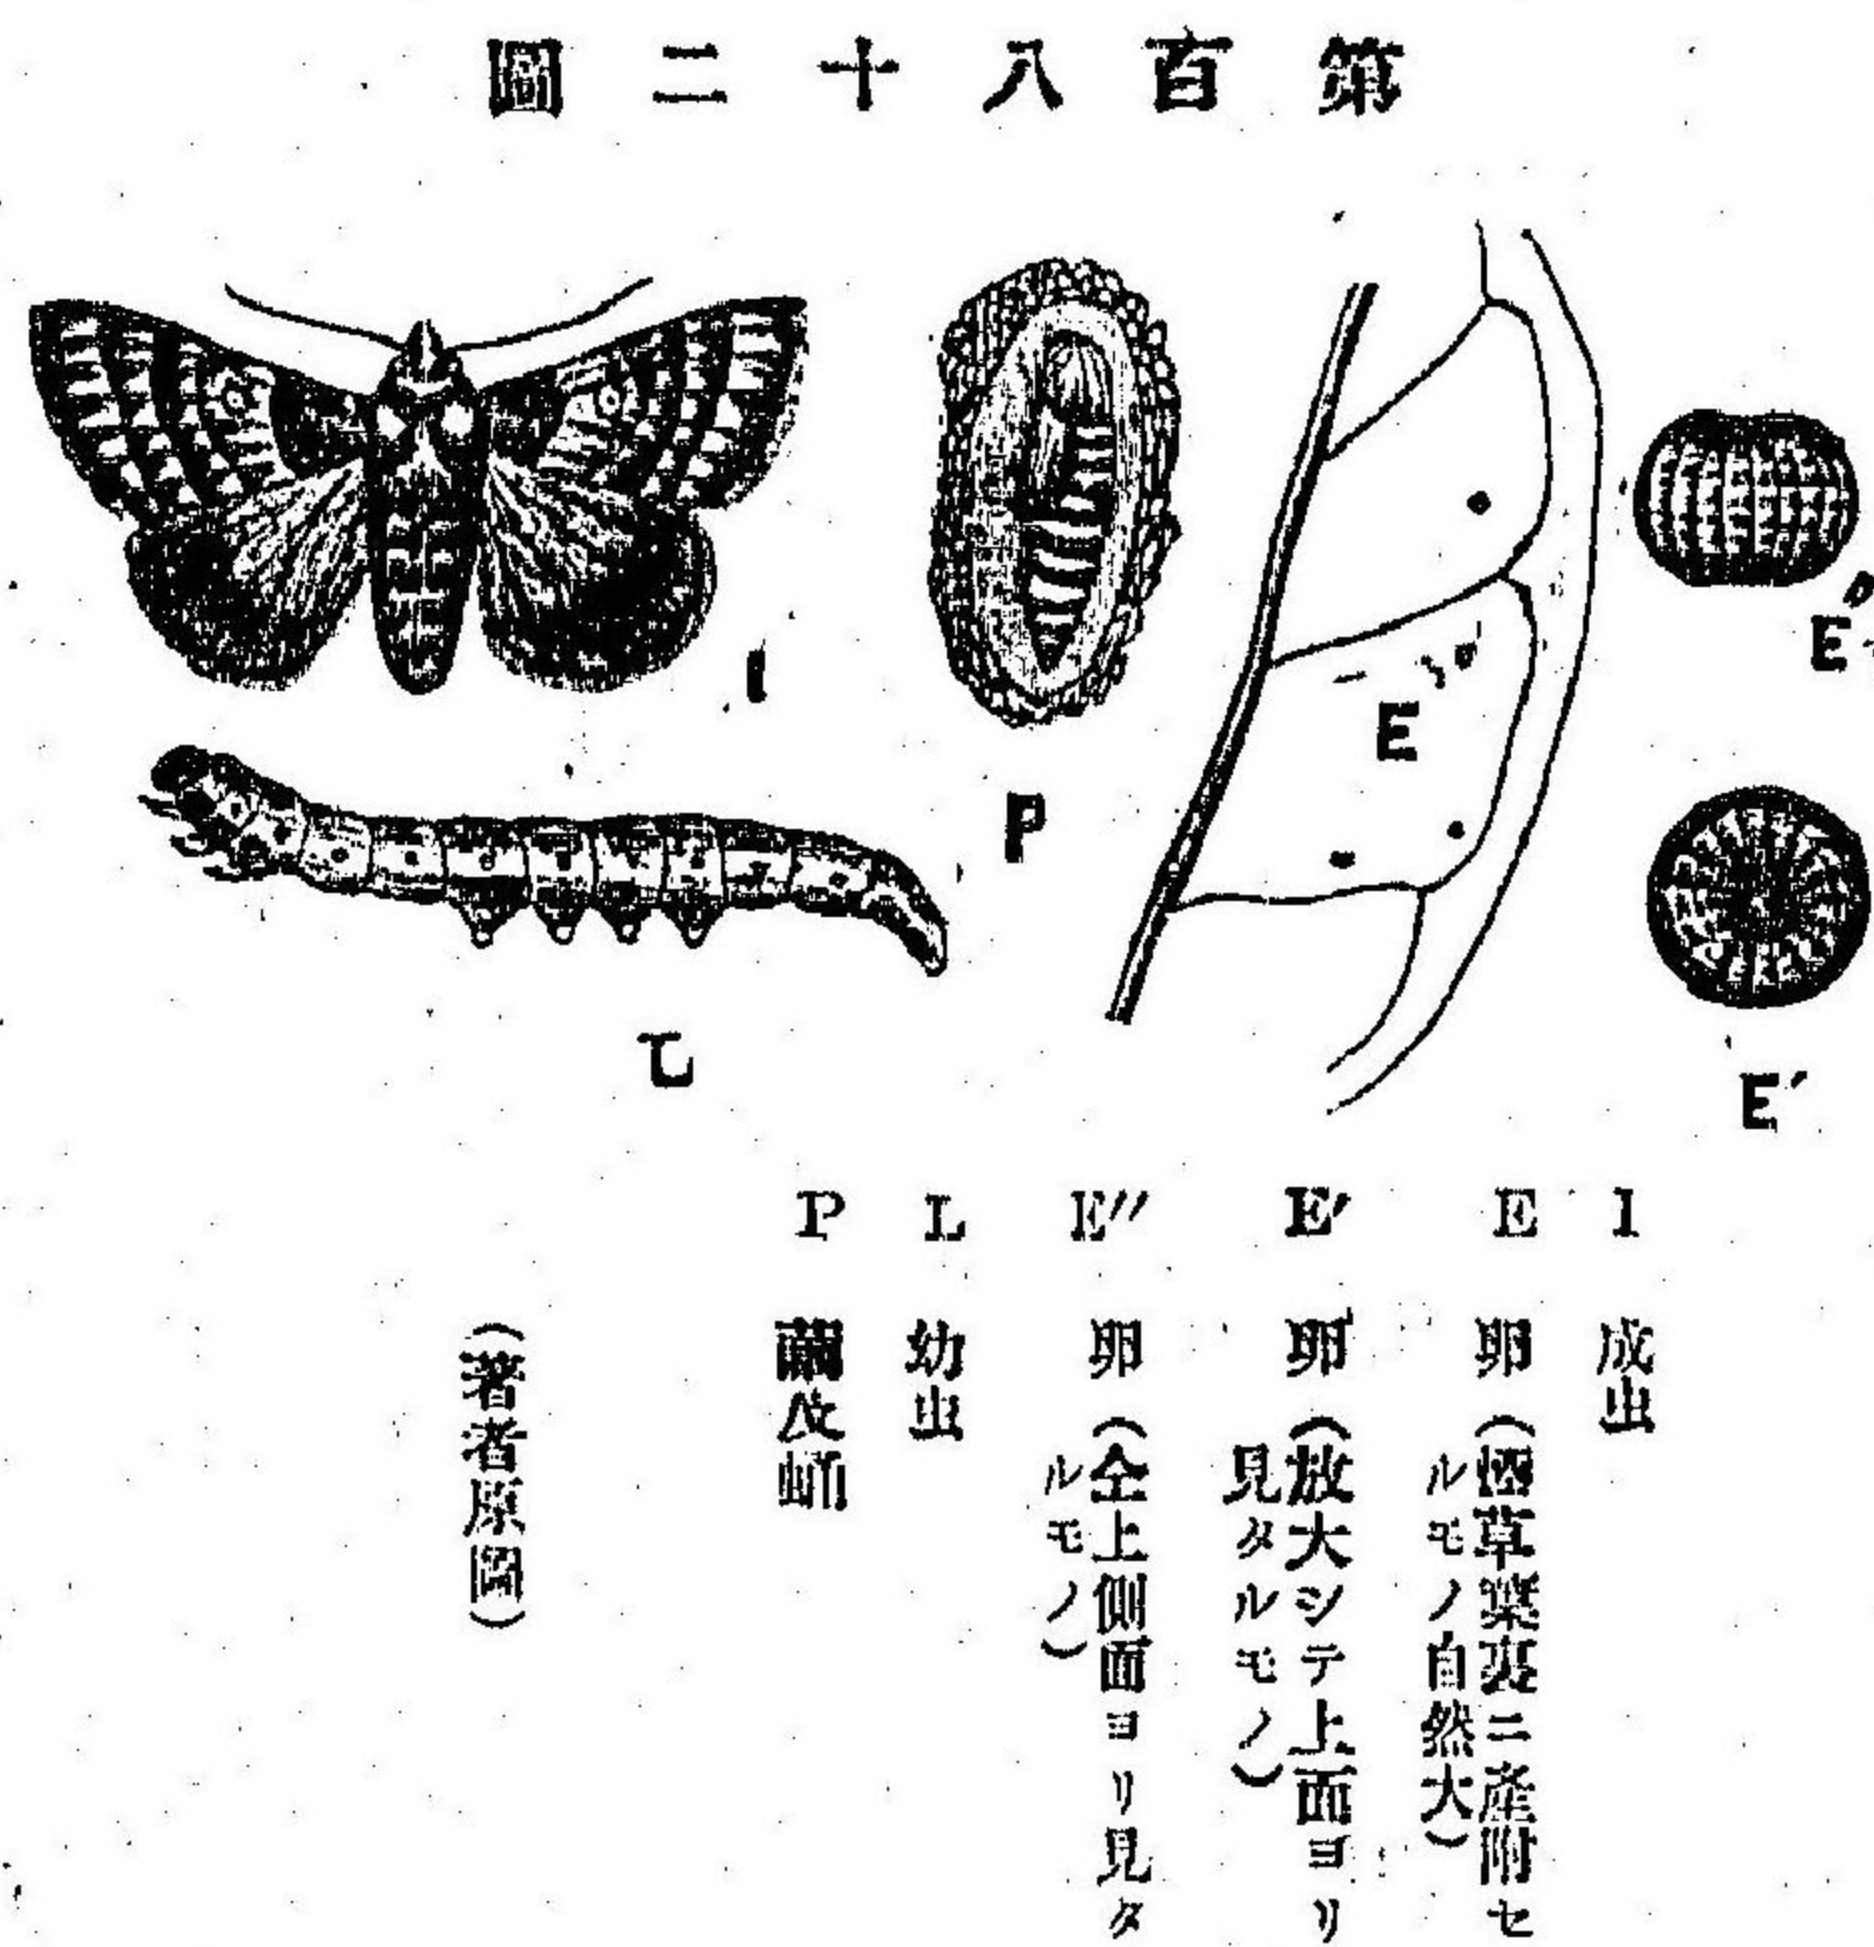 第百八十二圖
I
P
E
E
E′
L
I 成虫
E 卵（煙草葉裏ニ產附セ
ルモノ自然大）
E′ 卵（放大シテ上面ヨリ
見タルモノ）
E″ 卵（仝上側面ヨリ見タ
ルモノ）
L 幼虫
P 繭及蛹
（著者原圖）